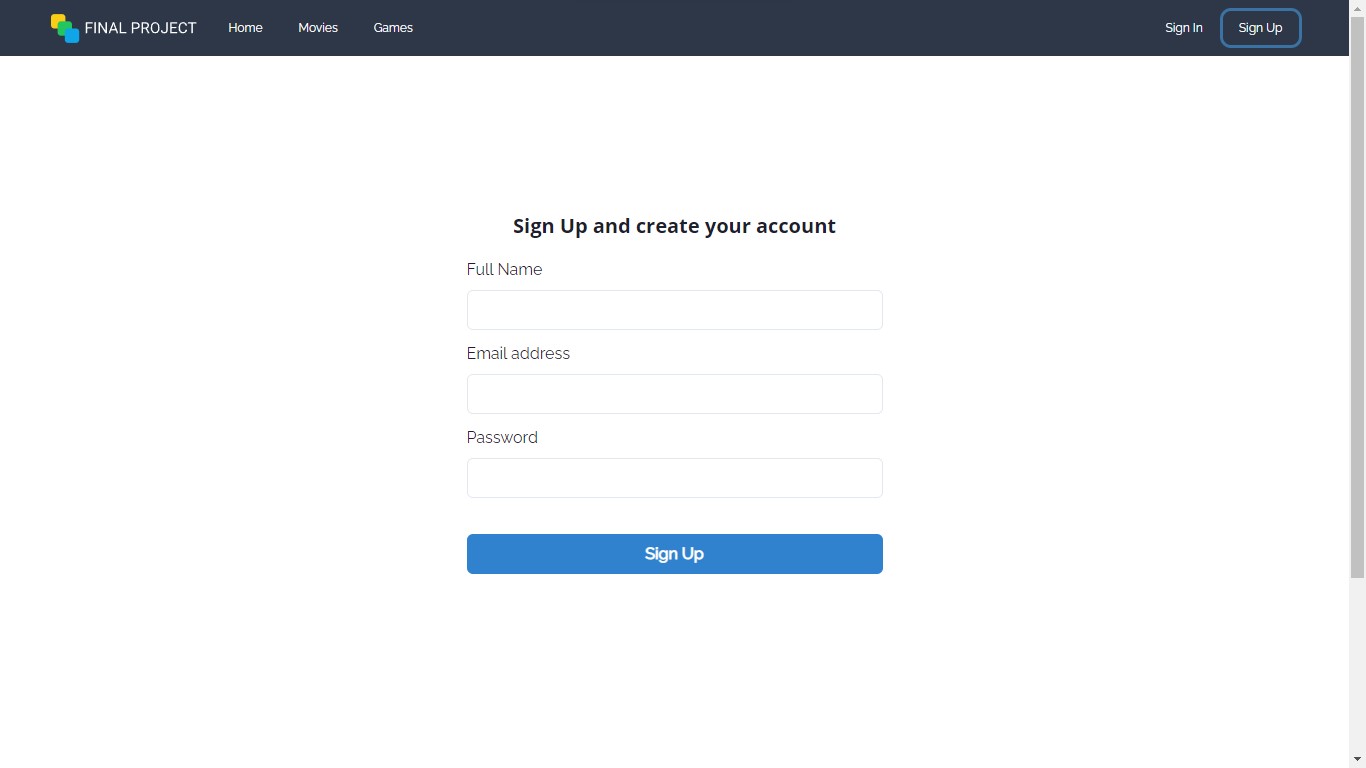 FINAL PROJECT Home Movies Games Sign In Sign Up
Sign Up and create your account
Full Name
Email address
Password
Sign Up